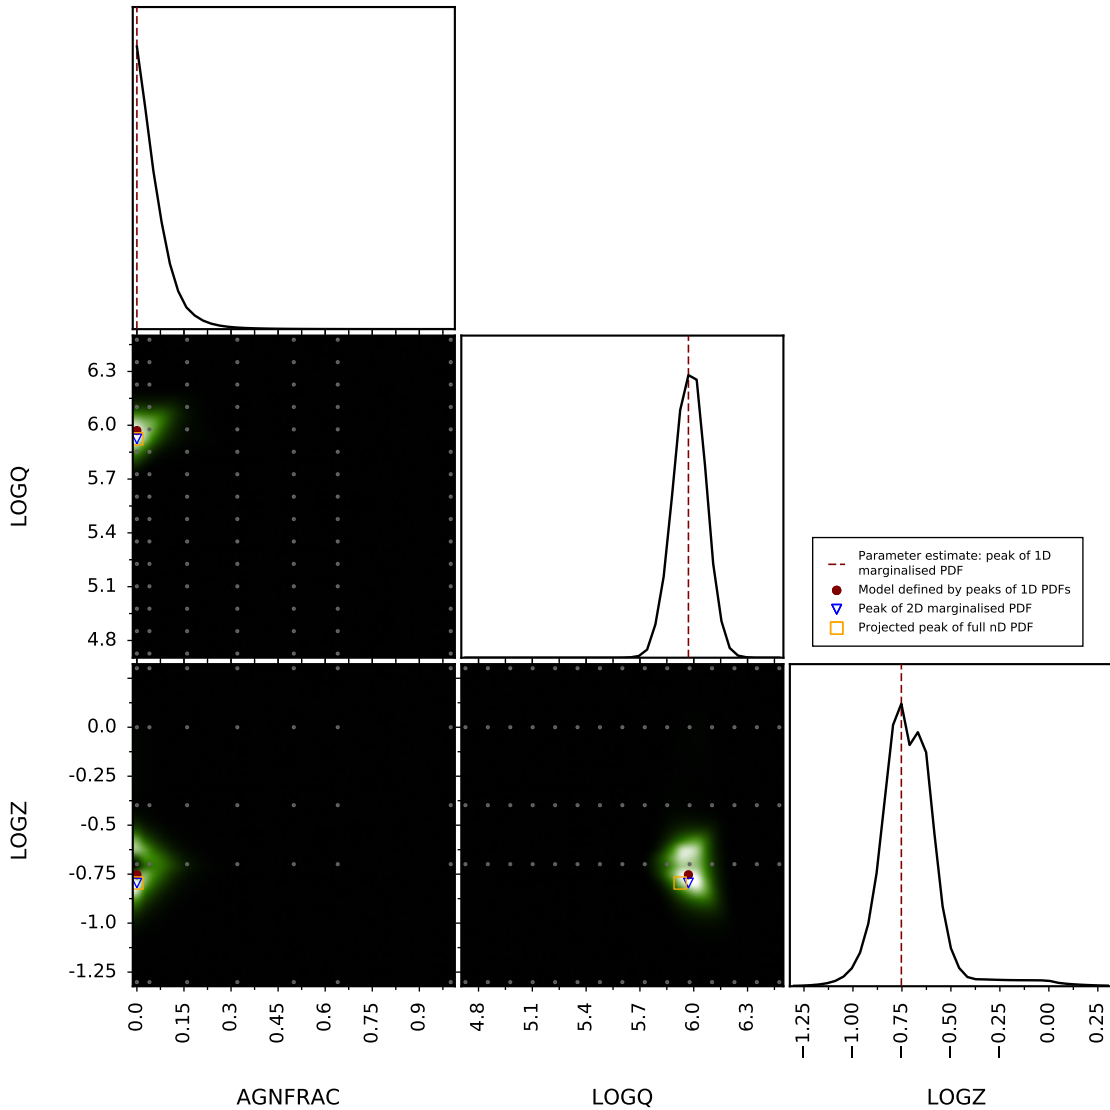 6.3
6.0
5.7
5.4
5.1
4.8
LOGQ
Parameter estimate: peak of 1D
marginalised PDF
Model defined by peaks of 1D PDFs
Peak of 2D marginalised PDF
Projected peak of full nD PDF
0.0
-0.25
-0.5
-0.75
-1.0
-1.25
LOGZ
0.0 0.15 0.3 0.45 0.6 0.75 0.9
4.8 5.1 5.4 5.7 6.0 6.3
−1.25 −1.00 −0.75 −0.50 −0.25 0.00 0.25
AGNFRAC
LOGQ
LOGZ